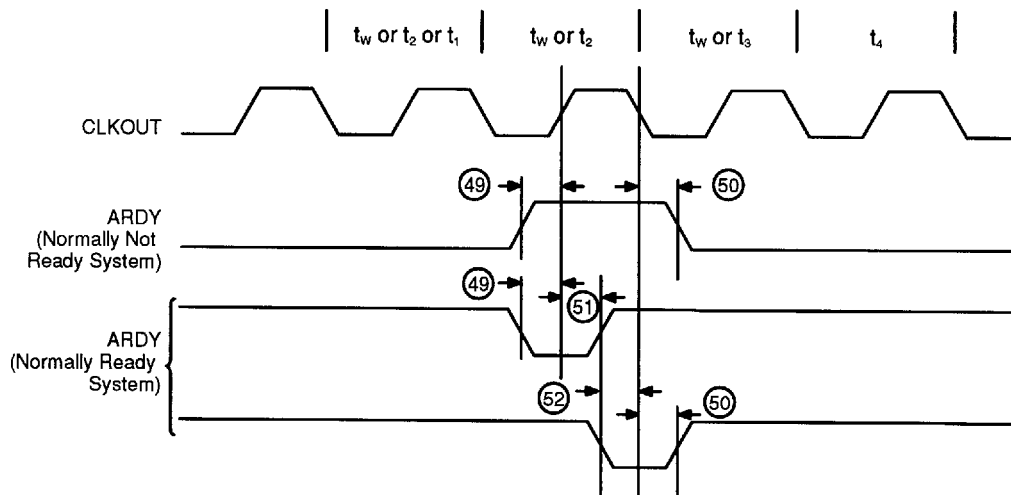 tW or t2 or t1
tW or t2
tW or t3
t4
CLKOUT
49
50
ARDY
(Normally Not
Ready System)
49
51
ARDY
(Normally Ready
System)
52
50